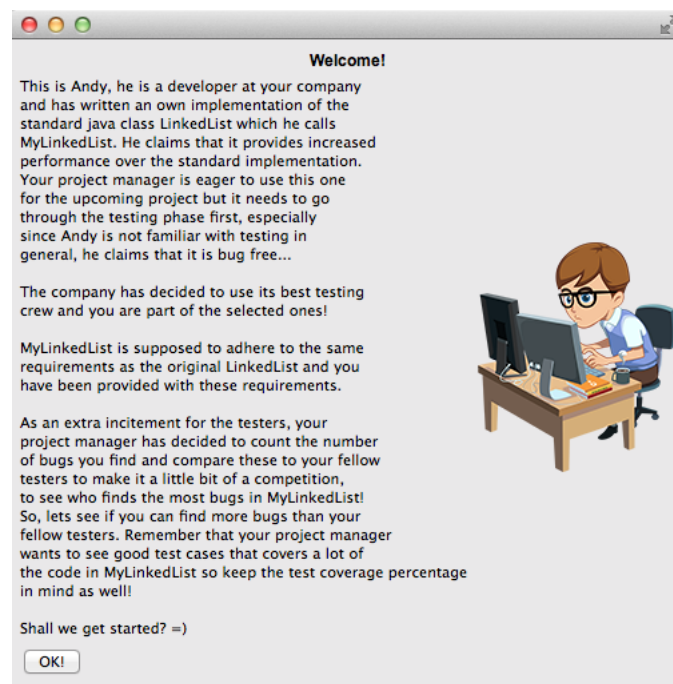 Welcome!
This is Andy, he is a developer at your company
and has written an own implementation of the
standard java class LinkedList which he calls
MyLinkedList. He claims that it provides increased
performance over the standard implementation.
Your project manager is eager to use this one
for the upcoming project but it needs to go
through the testing phase first, especially
since Andy is not familiar with testing in
general, he claims that it is bug free...
The company has decided to use its best testing
crew and you are part of the selected ones!
MyLinkedList is supposed to adhere to the same
requirements as the original LinkedList and you
have been provided with these requirements.
As an extra incitement for the testers, your
project manager has decided to count the number
of bugs you find and compare these to your fellow
testers to make it a little bit of a competition,
to see who finds the most bugs in MyLinkedList!
So, lets see if you can find more bugs than your
fellow testers. Remember that your project manager
wants to see good test cases that covers a lot of
the code in MyLinkedList so keep the test coverage percentage
in mind as well!
Shall we get started? =)
OK!